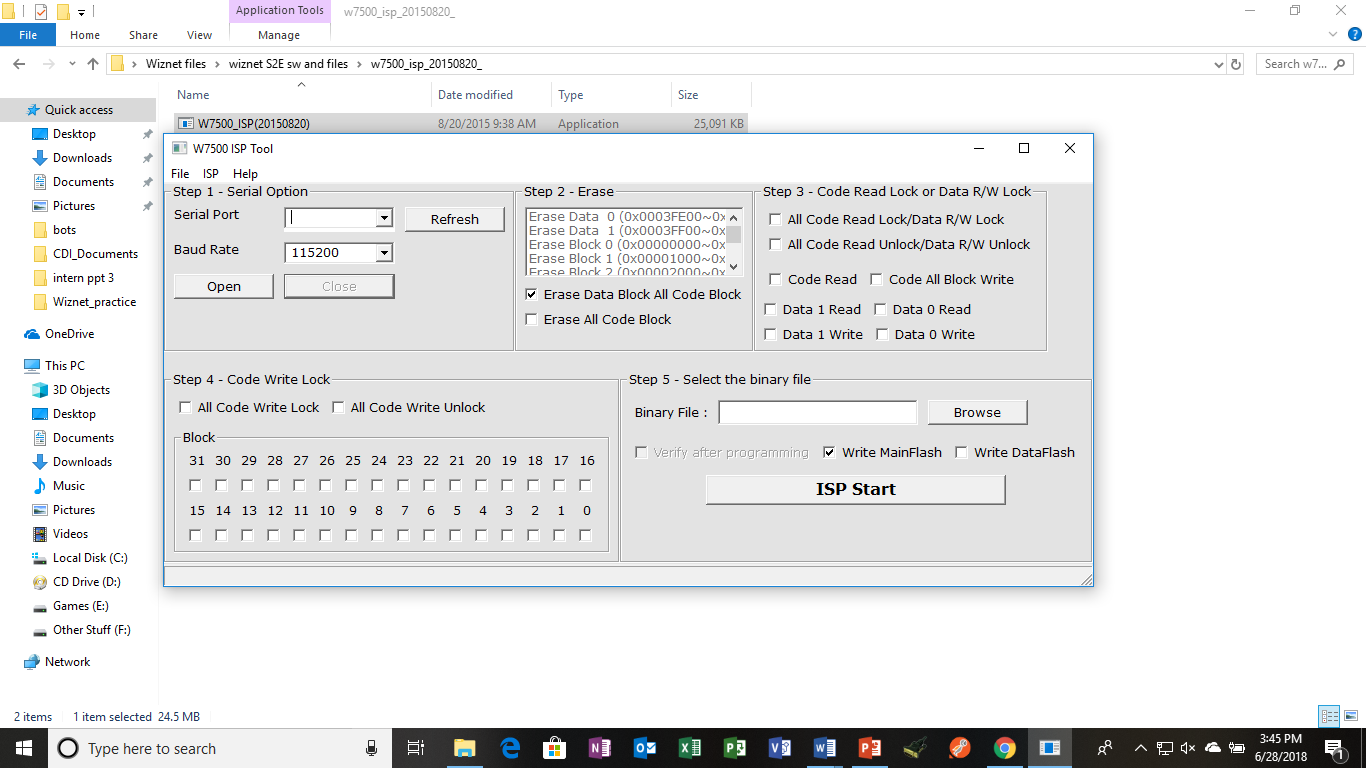 Application Tools
w7500_isp_20150820_
File
Home
Share
View
Manage
Wiznet files
wiznet S2E sw and files
w7500_isp_20150820_
Search w7...
Name
Date modified
Type
Size
Quick access
Desktop
Downloads
Documents
Pictures
bots
CDI_Documents
intern ppt 3
Wiznet_practice
OneDrive
This PC
3D Objects
Desktop
Documents
Downloads
Music
Pictures
Videos
Local Disk (C:)
CD Drive (D:)
Games (E:)
Other Stuff (F:)
Network
W7500_ISP(20150820) 8/20/2015 9:38 AM Application 25,091 KB
W7500 ISP Tool
File ISP Help
Step 1 - Serial Option
Serial Port
Refresh
Baud Rate
115200
Open
Close
Step 2 - Erase
Erase Data 0 (0x0003FE00~0x
Erase Data 1 (0x0003FF00~0x
Erase Block 0 (0x00000000~0x
Erase Block 1 (0x00001000~0x
Erase Block 2 (0x00002000~0x
Erase Data Block All Code Block
Erase All Code Block
Step 3 - Code Read Lock or Data R/W Lock
All Code Read Lock/Data R/W Lock
All Code Read Unlock/Data R/W Unlock
Code Read Code All Block Write
Data 1 Read Data 0 Read
Data 1 Write Data 0 Write
Step 4 - Code Write Lock
All Code Write Lock All Code Write Unlock
Block
31 30 29 28 27 26 25 24 23 22 21 20 19 18 17 16
15 14 13 12 11 10 9 8 7 6 5 4 3 2 1 0
Step 5 - Select the binary file
Binary File :
Browse
Verify after programming Write MainFlash Write DataFlash
ISP Start
2 items 1 item selected 24.5 MB
Type here to search
3:45 PM
6/28/2018
1